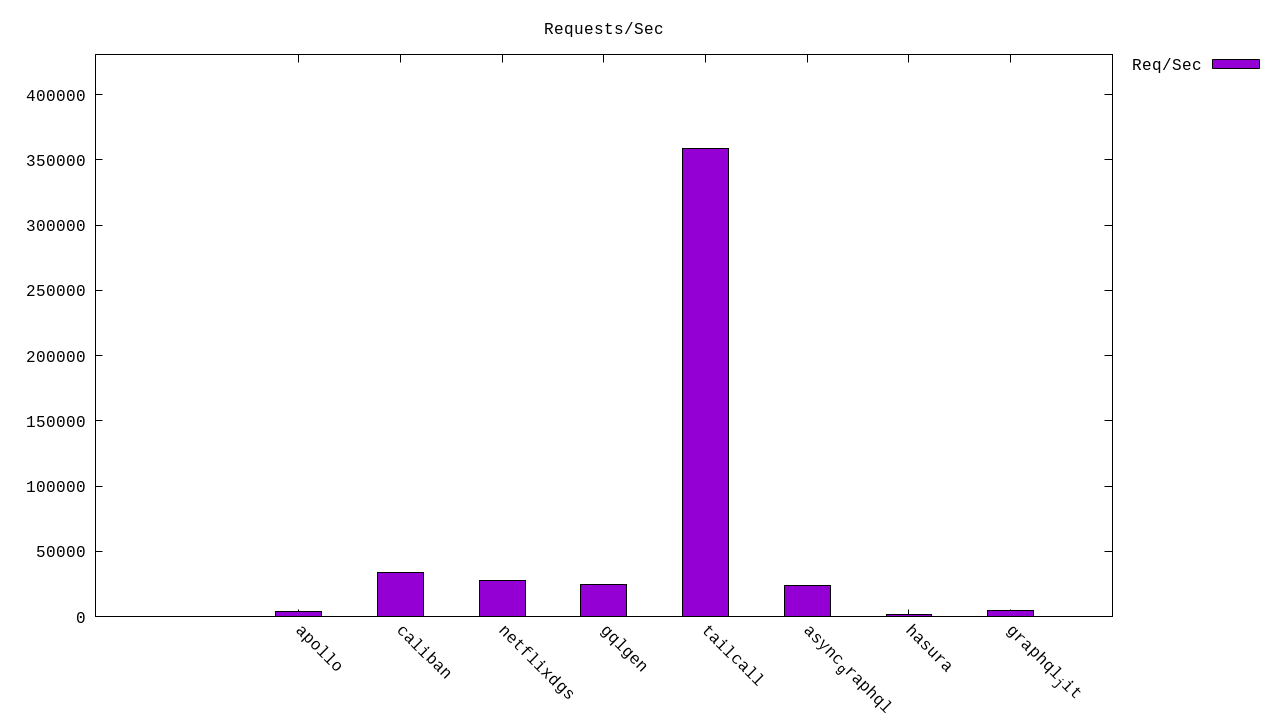 Requests/Sec
Req/Sec
400000
350000
300000
250000
200000
150000
100000
50000
0
apollo
caliban
netflixdgs
gqlgen
tailcall
async_graphql
hasura
graphql_jit